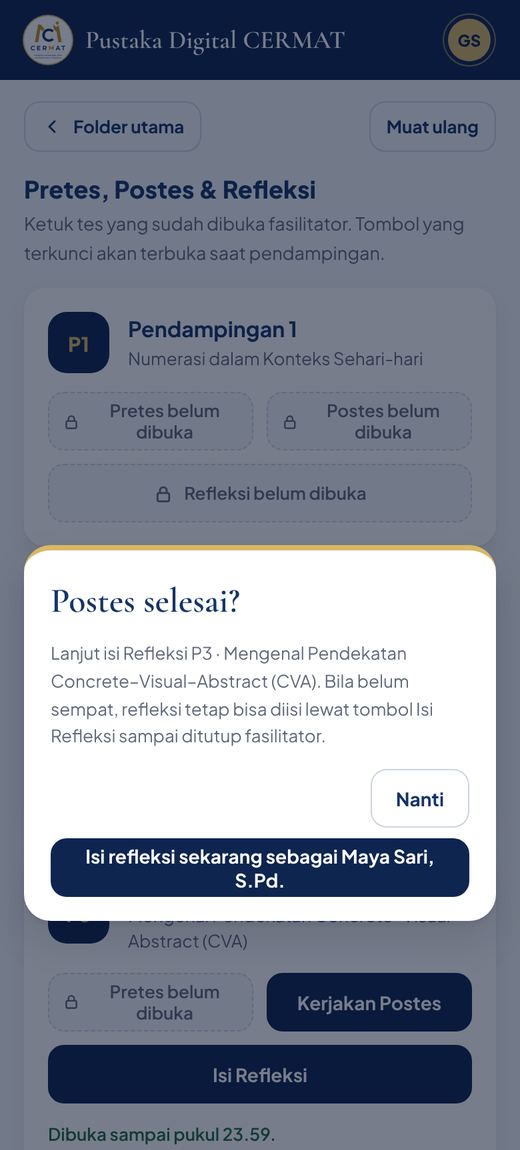 CERMAT
Pustaka Digital CERMAT
GS
Folder utama
Muat ulang
Pretes, Postes & Refleksi
Ketuk tes yang sudah dibuka fasilitator. Tombol yang
terkunci akan terbuka saat pendampingan.
P1
Pendampingan 1
Numerasi dalam Konteks Sehari-hari
Pretes belum
dibuka
Postes belum
dibuka
Refleksi belum dibuka
Postes selesai?
Lanjut isi Refleksi P3 · Mengenal Pendekatan
Concrete–Visual–Abstract (CVA). Bila belum
sempat, refleksi tetap bisa diisi lewat tombol Isi
Refleksi sampai ditutup fasilitator.
Nanti
Isi refleksi sekarang sebagai Maya Sari,
S.Pd.
Abstract (CVA)
Pretes belum
dibuka
Kerjakan Postes
Isi Refleksi
Dibuka sampai pukul 23.59.